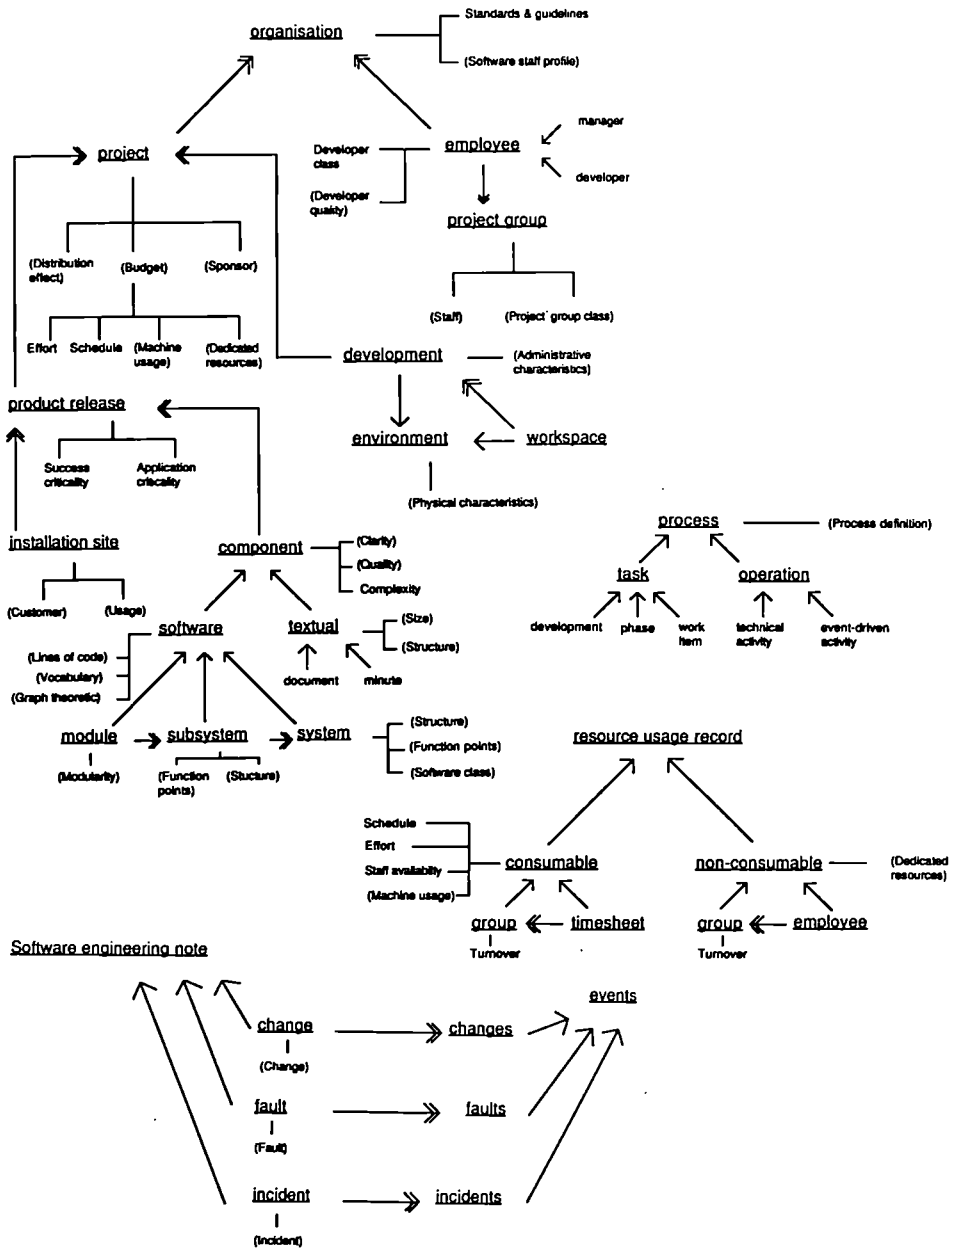 Standards & guidelines
organisation
(Software staff profile)
manager
Developer
class
employee
project
developer
(Developer
quality)
project group
(Distribution
effect)
(Budget)
(Sponsor)
(Staff)
(Project group class)
Effort
Schedule
(Machine
usage)
(Dedicated
resources)
development
(Administrative
characteristics)
product release
environment
workspace
Success
criticality
Application
criticality
(Physical characteristics)
process
(Process definition)
installation site
component
(Clarity)
(Quality)
Complexity
task
operation
(Customer)
(Usage)
software
textual
(Size)
(Structure)
development
phase
work
item
technical
activity
event-driven
activity
(Lines of code)
(Vocabulary)
(Graph theoretic)
document
minute
module
subsystem
system
(Structure)
(Function points)
(Software class)
resource usage record
(Modularity)
(Function
points)
(Stucture)
Schedule
Effort
Staff availability
(Machine usage)
consumable
non-consumable
(Dedicated
resources)
group
timesheet
group
employee
Turnover
Turnover
Software engineering note
events
change
changes
(Change)
fault
faults
(Fault)
incident
incidents
(Incident)